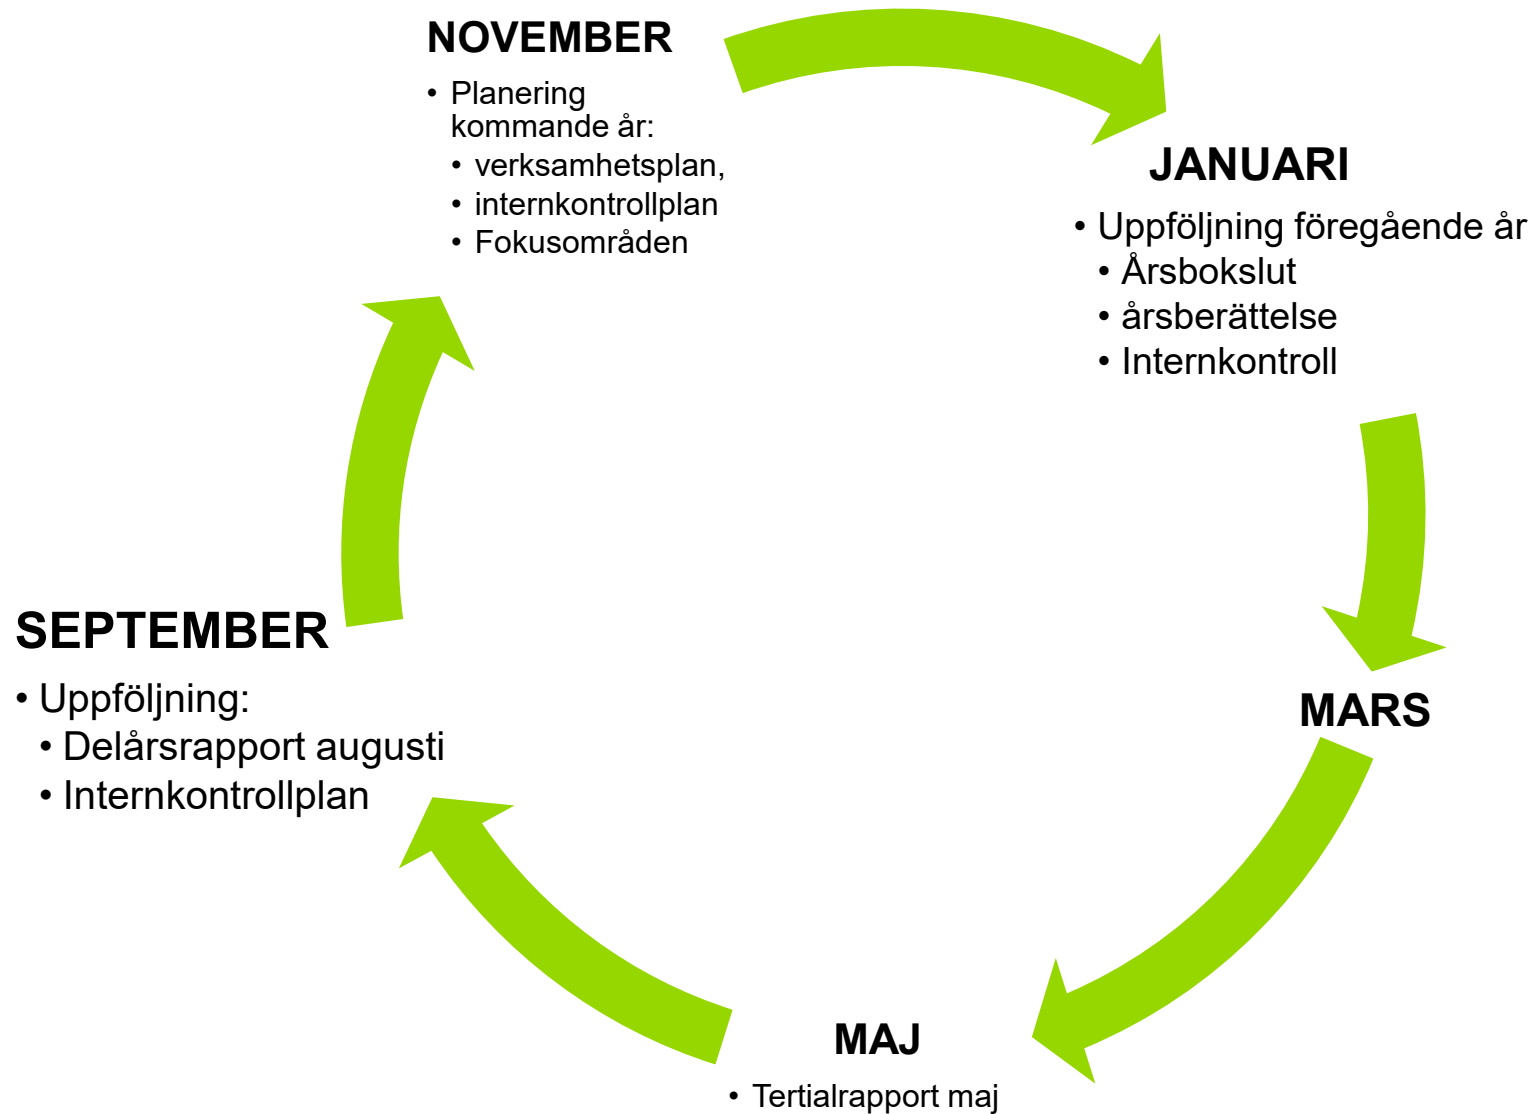 NOVEMBER
• Planering
kommande år:
• verksamhetsplan,
• internkontrollplan
• Fokusområden
JANUARI
• Uppföljning föregående år
• Årsbokslut
• årsberättelse
• Internkontroll
MARS
MAJ
• Tertialrapport maj
SEPTEMBER
• Uppföljning:
• Delårsrapport augusti
• Internkontrollplan